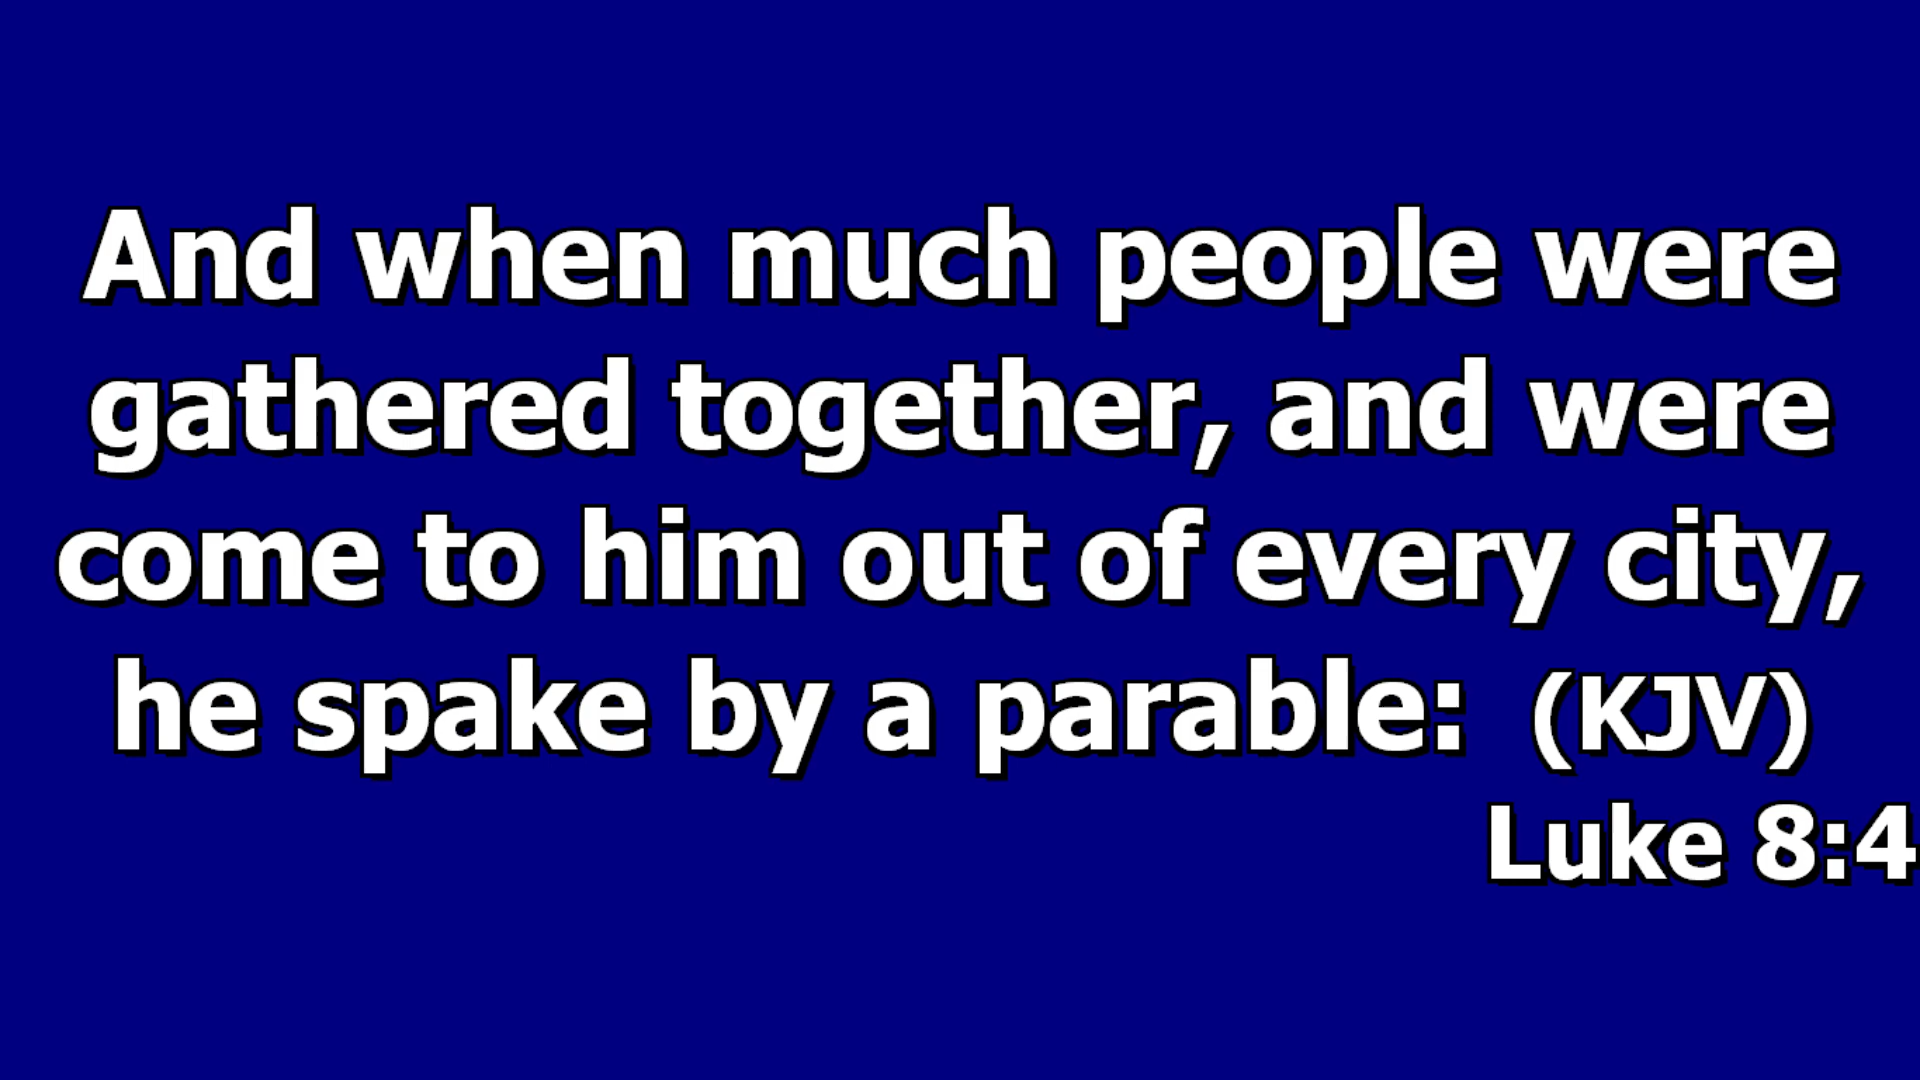 And when much people were
gathered together, and were
come to him out of every city,
he spake by a parable:  (KJV)
Luke 8:4